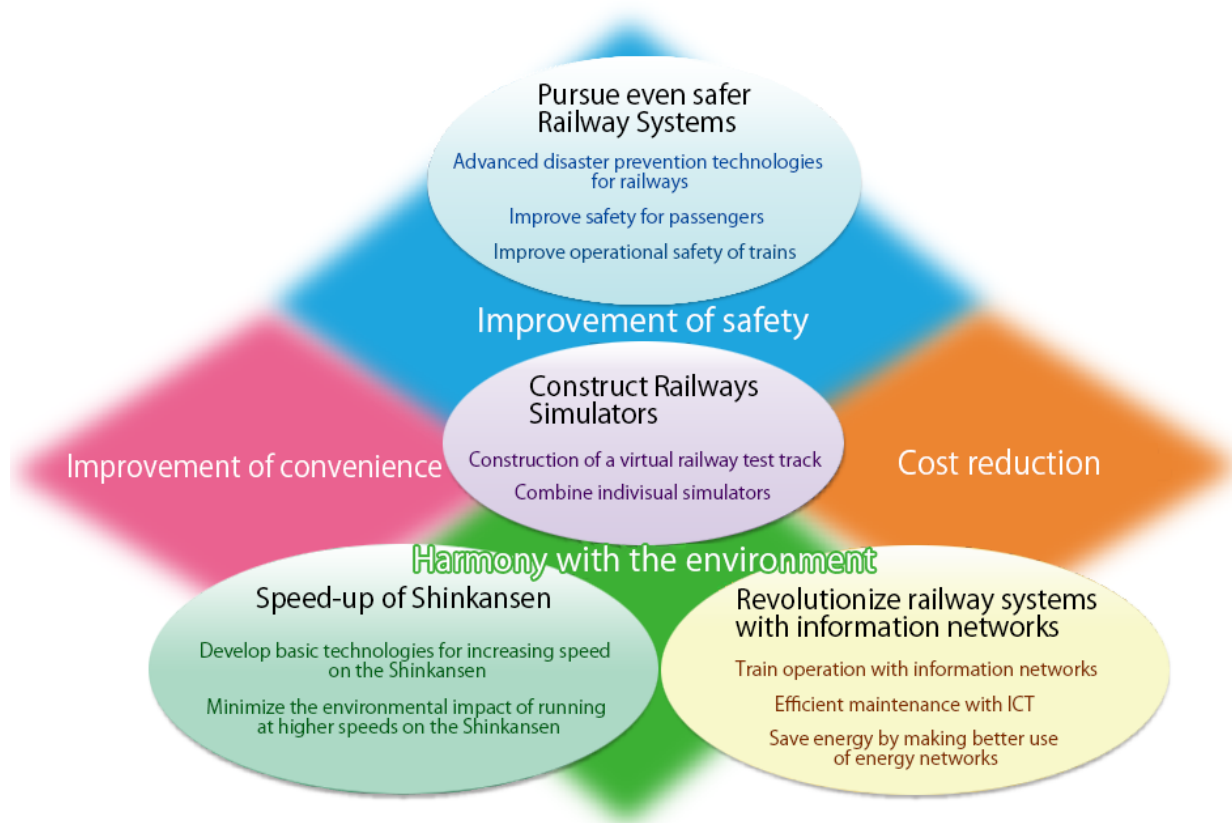 Pursue even safer
Railway Systems
Advanced disaster prevention technologies
for railways
Improve safety for passengers
Improve operational safety of trains
Improvement of safety
Construct Railways
Simulators
Construction of a virtual railway test track
Combine indivisual simulators
Improvement of convenience
Cost reduction
Harmony with the environment
Speed-up of Shinkansen
Develop basic technologies for increasing speed
on the Shinkansen
Minimize the environmental impact of running
at higher speeds on the Shinkansen
Revolutionize railway systems
with information networks
Train operation with information networks
Efficient maintenance with ICT
Save energy by making better use
of energy networks